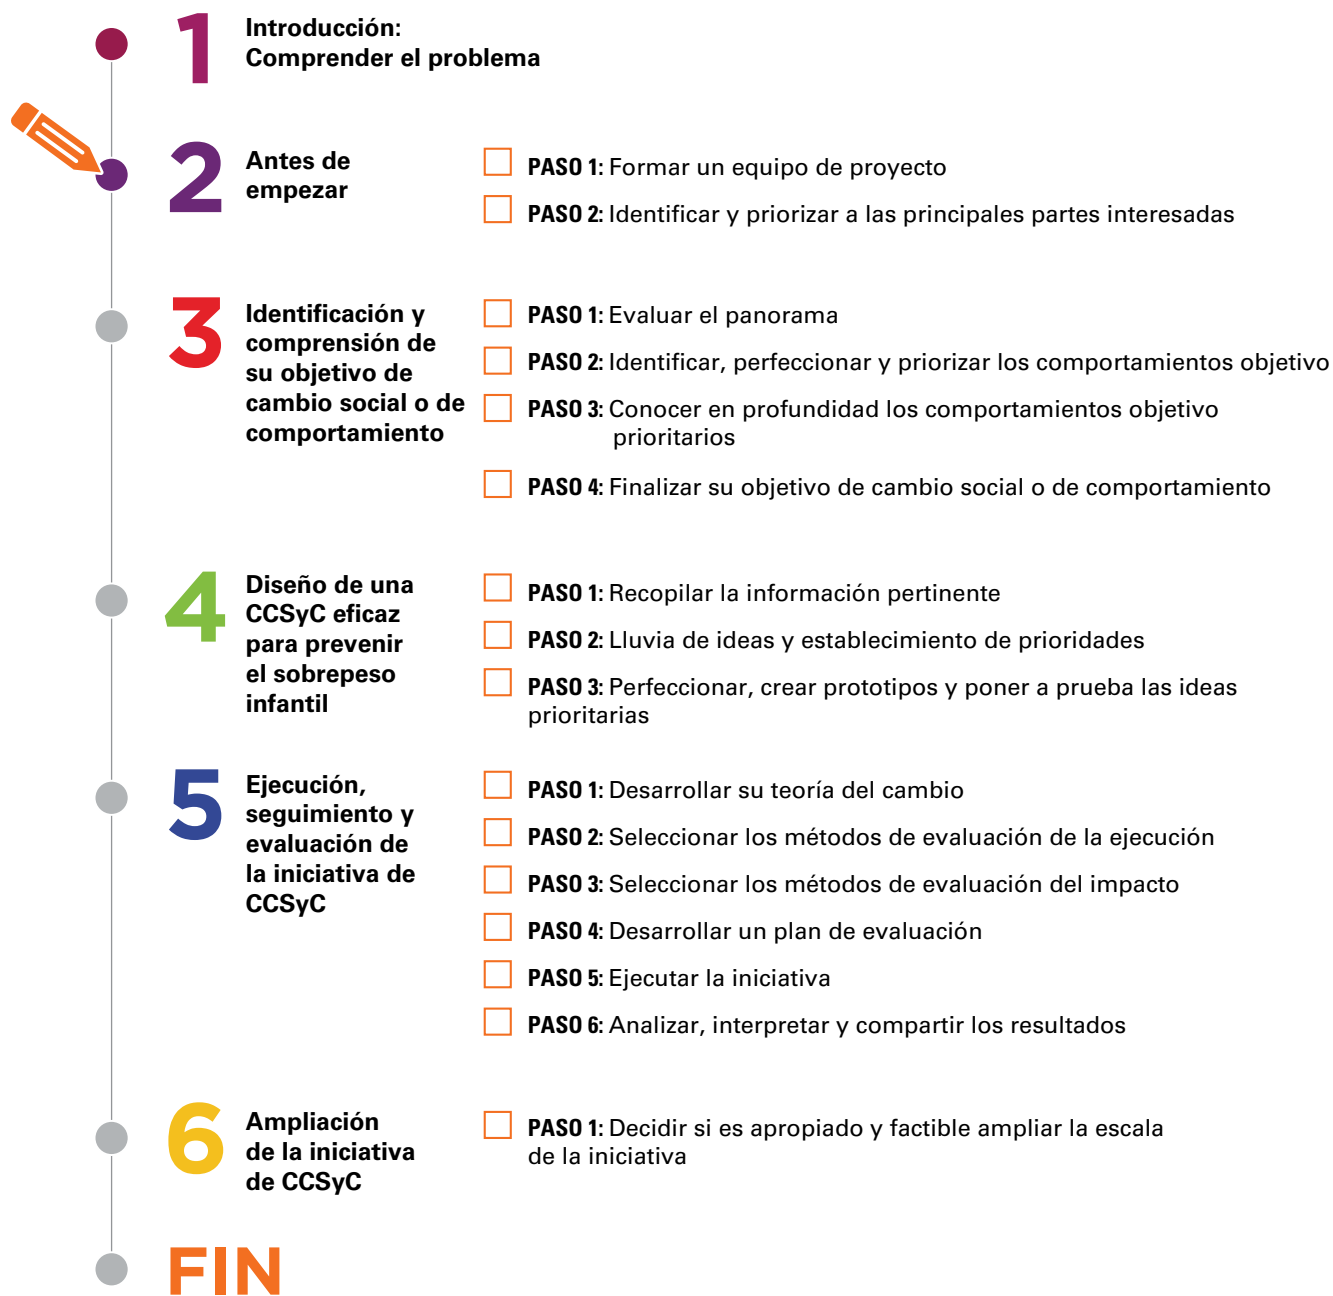 1
Introducción:
Comprender el problema
2
Antes de
empezar
PASO 1: Formar un equipo de proyecto
PASO 2: Identificar y priorizar a las principales partes interesadas
3
Identificación y
comprensión de
su objetivo de
cambio social o de
comportamiento
PASO 1: Evaluar el panorama
PASO 2: Identificar, perfeccionar y priorizar los comportamientos objetivo
PASO 3: Conocer en profundidad los comportamientos objetivo
prioritarios
PASO 4: Finalizar su objetivo de cambio social o de comportamiento
4
Diseño de una
CCSyC eficaz
para prevenir
el sobrepeso
infantil
PASO 1: Recopilar la información pertinente
PASO 2: Lluvia de ideas y establecimiento de prioridades
PASO 3: Perfeccionar, crear prototipos y poner a prueba las ideas
prioritarias
5
Ejecución,
seguimiento y
evaluación de
la iniciativa de
CCSyC
PASO 1: Desarrollar su teoría del cambio
PASO 2: Seleccionar los métodos de evaluación de la ejecución
PASO 3: Seleccionar los métodos de evaluación del impacto
PASO 4: Desarrollar un plan de evaluación
PASO 5: Ejecutar la iniciativa
PASO 6: Analizar, interpretar y compartir los resultados
6
Ampliación
de la iniciativa
de CCSyC
PASO 1: Decidir si es apropiado y factible ampliar la escala
de la iniciativa
FIN